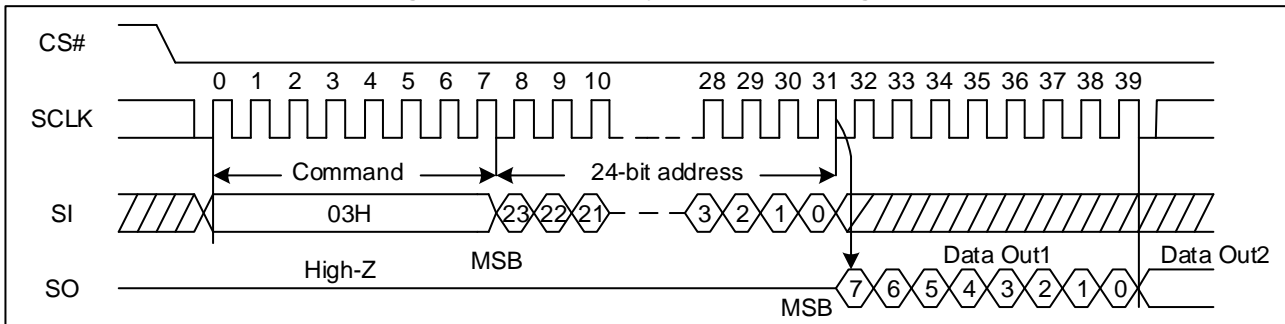 CS#
0 1 2 3 4 5 6 7 8 9 10 28 29 30 31 32 33 34 35 36 37 38 39
SCLK
Command 24-bit address
SI 03H 23 22 21 3 2 1 0
High-Z MSB Data Out1 Data Out2
SO 7 6 5 4 3 2 1 0
MSB